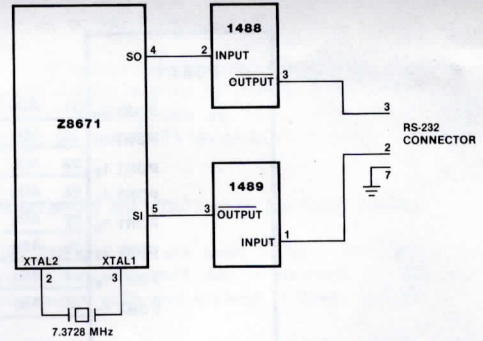 1488
SO 4 2 INPUT
OUTPUT 3
Z8671
3
RS-232
CONNECTOR
2
7
1489
SI 5 3 OUTPUT
INPUT 1
XTAL2 XTAL1
2 3
7.3728 MHz